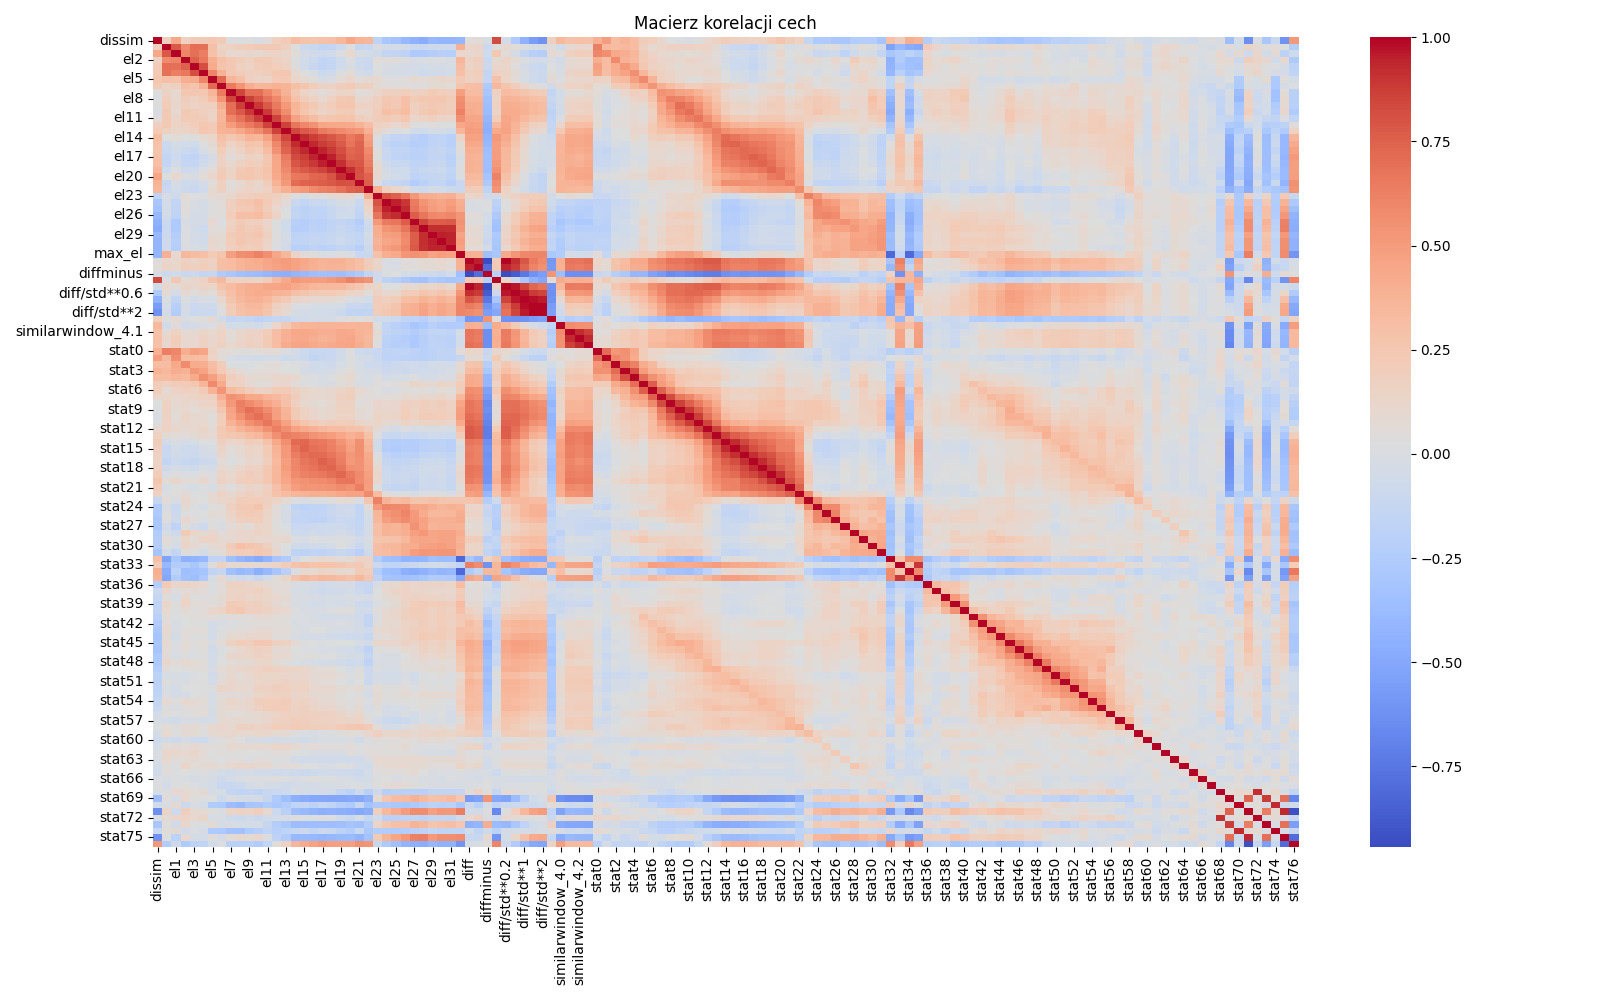 Macierz korelacji cech
dissim
el2
el5
el8
el11
el14
el17
el20
el23
el26
el29
max_el
diffminus
diff/std**0.6
diff/std**2
similarwindow_4.1
stat0
stat3
stat6
stat9
stat12
stat15
stat18
stat21
stat24
stat27
stat30
stat33
stat36
stat39
stat42
stat45
stat48
stat51
stat54
stat57
stat60
stat63
stat66
stat69
stat72
stat75
dissim
el1
el3
el5
el7
el9
el11
el13
el15
el17
el19
el21
el23
el25
el27
el29
el31
diff
diffminus
diff/std**0.2
diff/std**1
diff/std**2
similarwindow_4.0
similarwindow_4.2
stat0
stat2
stat4
stat6
stat8
stat10
stat12
stat14
stat16
stat18
stat20
stat22
stat24
stat26
stat28
stat30
stat32
stat34
stat36
stat38
stat40
stat42
stat44
stat46
stat48
stat50
stat52
stat54
stat56
stat58
stat60
stat62
stat64
stat66
stat68
stat70
stat72
stat74
stat76
1.00
0.75
0.50
0.25
0.00
−0.25
−0.50
−0.75